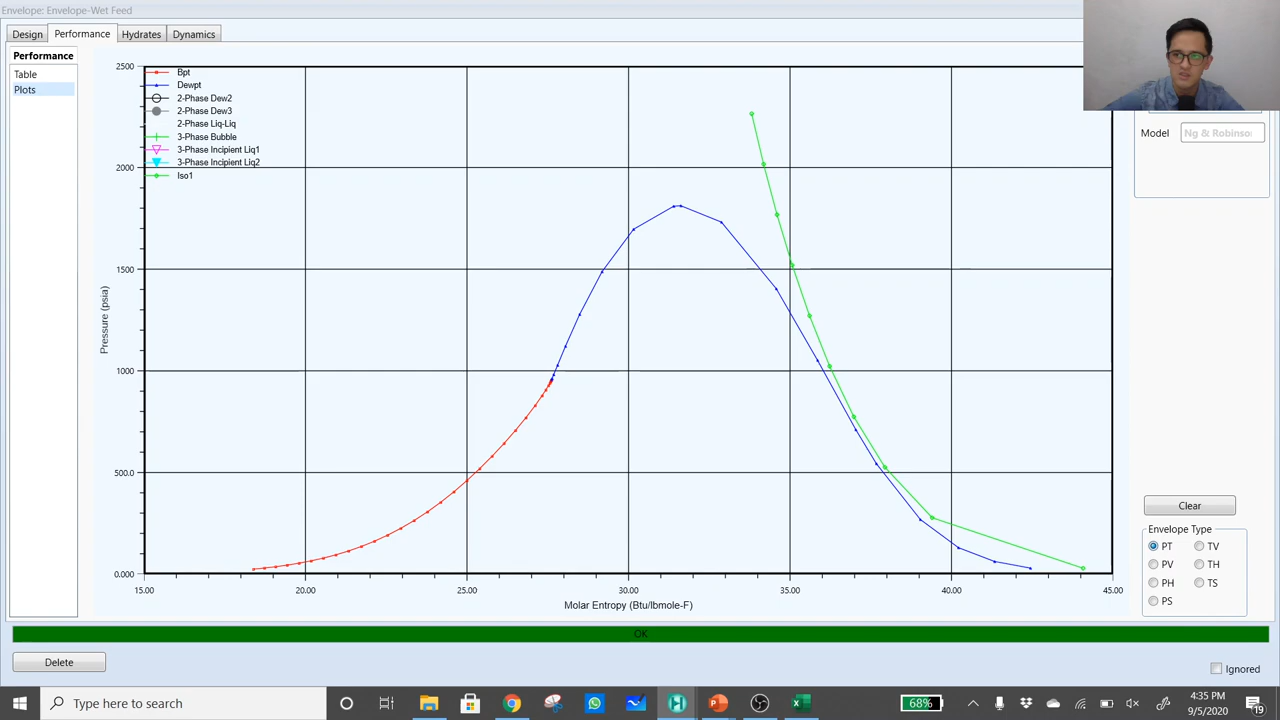 Envelope: Envelope-Wet Feed
Design
Performance
Hydrates
Dynamics
Performance
Table
Plots
Bpt
Dewpt
2-Phase Dew2
2-Phase Dew3
2-Phase Liq-Liq
3-Phase Bubble
3-Phase Incipient Liq1
3-Phase Incipient Liq2
Iso1
2500
2000
1500
1000
500.0
0.000
Pressure (psia)
15.00
20.00
25.00
30.00
35.00
40.00
45.00
Molar Entropy (Btu/lbmole-F)
Model
Ng & Robinso
Clear
Envelope Type
PT
TV
PV
TH
PH
TS
PS
OK
Delete
Ignored
Type here to search
68%
4:35 PM
9/5/2020
19